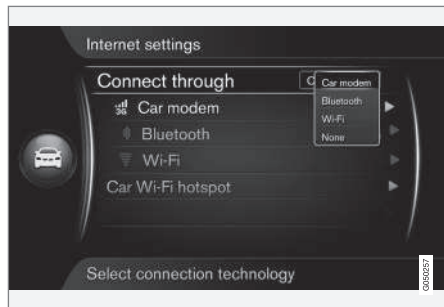 Internet settings
Connect through
Car modem
Bluetooth
Wi-Fi
None
3G Car modem
Bluetooth
Wi-Fi
Car Wi-Fi hotspot
Select connection technology
G050257